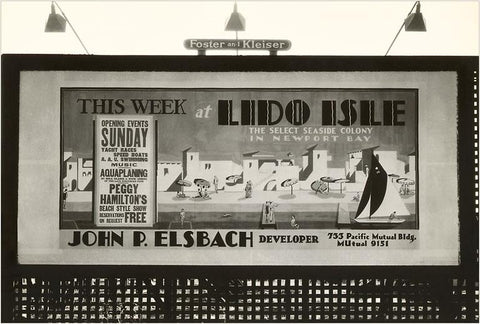 Foster and Kleiser
THIS WEEK at LIDO ISLE
THE SELECT SEASIDE COLONY
IN NEWPORT BAY
OPENING EVENTS
SUNDAY
YACHT RACES
SPEED BOATS
A.A.U. SWIMMING
MUSIC
AQUAPLANING
PEGGY
HAMILTON'S
BEACH STYLE SHOW
RESERVATIONS
ON REQUEST FREE
JOHN P. ELSBACH DEVELOPER
733 Pacific Mutual Bldg.
MUtual 9151